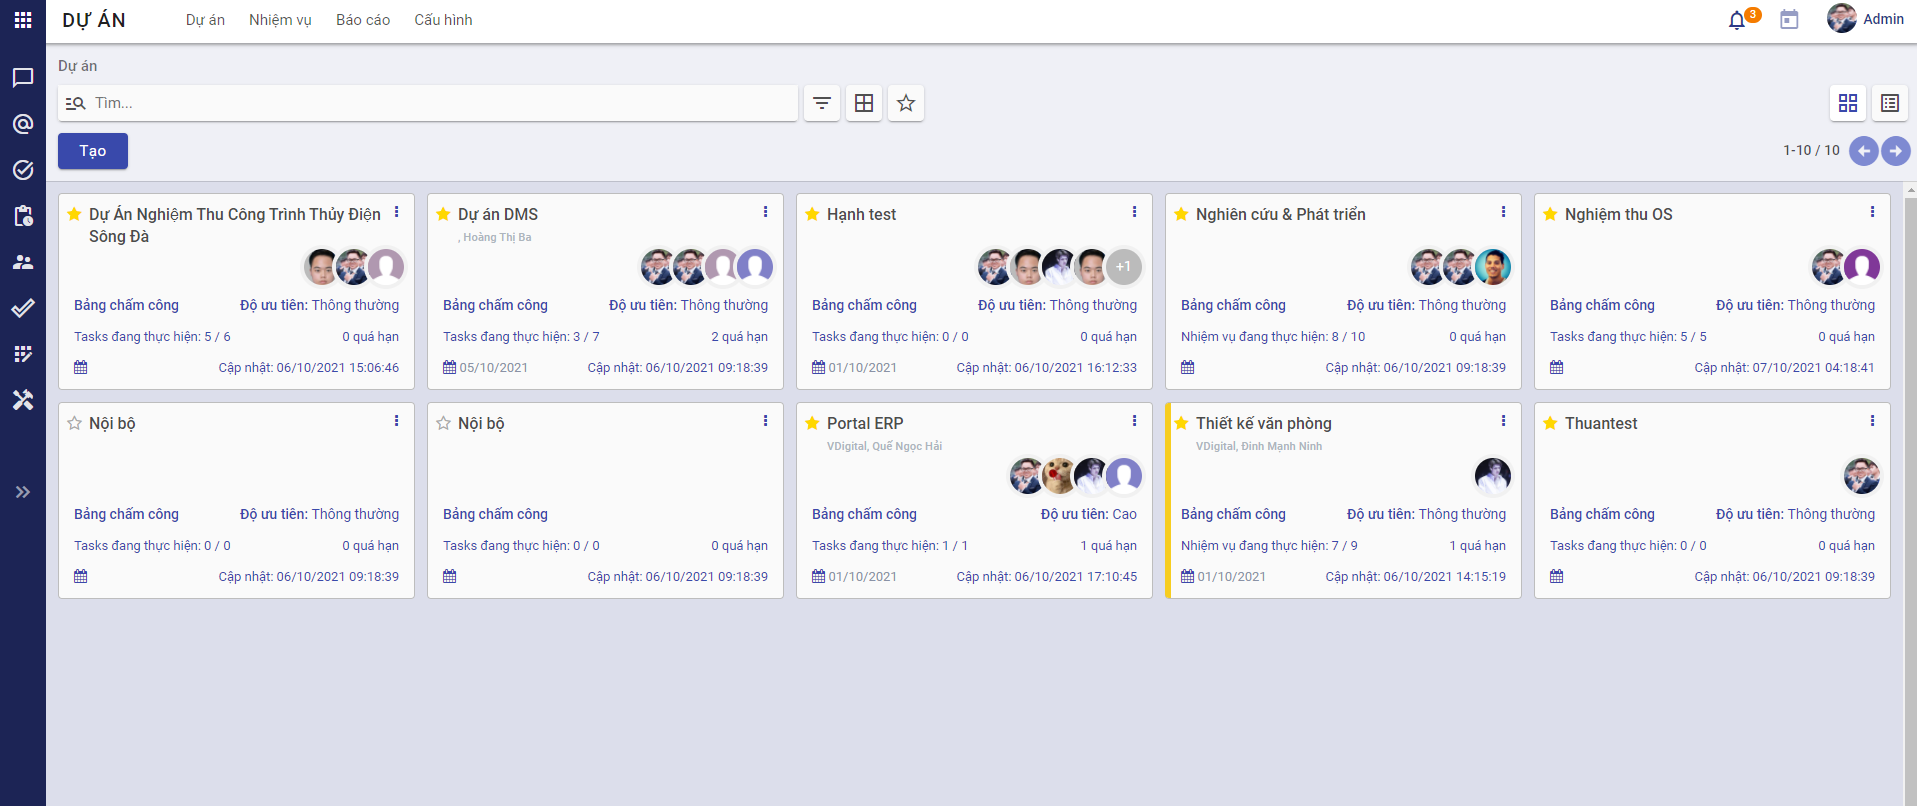 DỰ ÁN Dự án Nhiệm vụ Báo cáo Cấu hình 3 Admin
Dự án
Tìm...
Tạo 1-10 / 10
Dự Án Nghiệm Thu Công Trình Thủy Điện
Sông Đà
Bảng chấm công Độ ưu tiên: Thông thường
Tasks đang thực hiện: 5 / 6 0 quá hạn
Cập nhật: 06/10/2021 15:06:46
Dự án DMS
, Hoàng Thị Ba
Bảng chấm công Độ ưu tiên: Thông thường
Tasks đang thực hiện: 3 / 7 2 quá hạn
05/10/2021 Cập nhật: 06/10/2021 09:18:39
Hạnh test
+1
Bảng chấm công Độ ưu tiên: Thông thường
Tasks đang thực hiện: 0 / 0 0 quá hạn
01/10/2021 Cập nhật: 06/10/2021 16:12:33
Nghiên cứu & Phát triển
Bảng chấm công Độ ưu tiên: Thông thường
Nhiệm vụ đang thực hiện: 8 / 10 0 quá hạn
Cập nhật: 06/10/2021 09:18:39
Nghiệm thu OS
Bảng chấm công Độ ưu tiên: Thông thường
Tasks đang thực hiện: 5 / 5 0 quá hạn
Cập nhật: 07/10/2021 04:18:41
Nội bộ
Bảng chấm công Độ ưu tiên: Thông thường
Tasks đang thực hiện: 0 / 0 0 quá hạn
Cập nhật: 06/10/2021 09:18:39
Nội bộ
Bảng chấm công
Tasks đang thực hiện: 0 / 0 0 quá hạn
Cập nhật: 06/10/2021 09:18:39
Portal ERP
VDigital, Quế Ngọc Hải
Bảng chấm công Độ ưu tiên: Cao
Tasks đang thực hiện: 1 / 1 1 quá hạn
01/10/2021 Cập nhật: 06/10/2021 17:10:45
Thiết kế văn phòng
VDigital, Đinh Mạnh Ninh
Bảng chấm công Độ ưu tiên: Thông thường
Nhiệm vụ đang thực hiện: 7 / 9 1 quá hạn
01/10/2021 Cập nhật: 06/10/2021 14:15:19
Thuantest
Bảng chấm công Độ ưu tiên: Thông thường
Tasks đang thực hiện: 0 / 0 0 quá hạn
Cập nhật: 06/10/2021 09:18:39